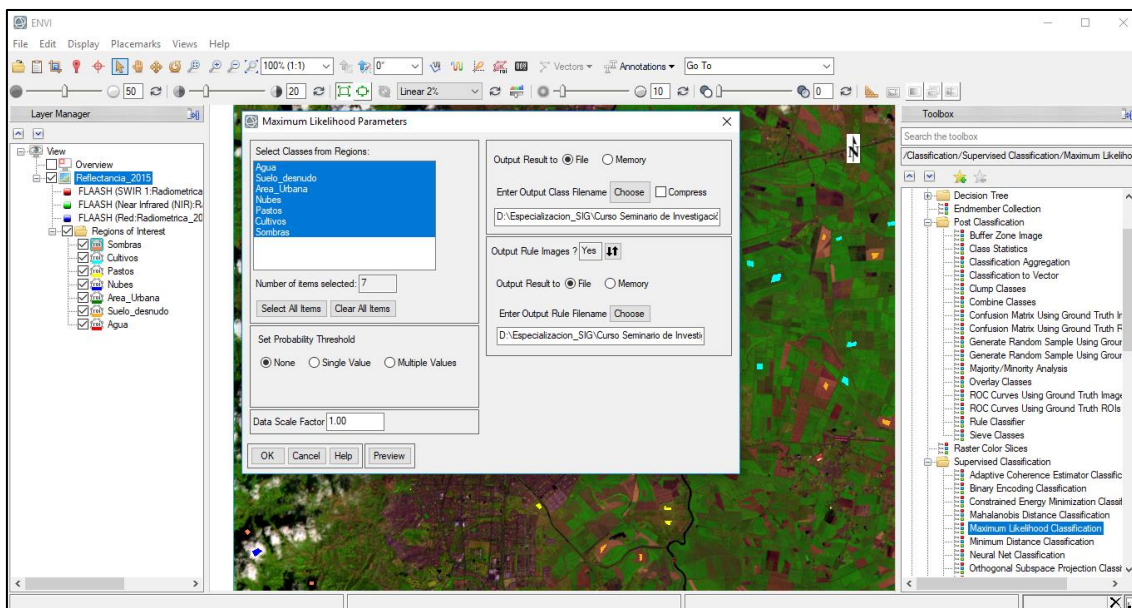 ENVI
File Edit Display Placemarks Views Help
100% (1:1) 0° Vectors Annotations Go To
50 20 Linear 2% 10 0
Layer Manager
View
Overview
Reflectancia_2015
FLAASH (SWIR 1:Radiometrica
FLAASH (Near Infrared (NIR):R
FLAASH (Red:Radiometrica_20
Regions of Interest
Sombras
Cultivos
Pastos
Nubes
Area_Urbana
Suelo_desnudo
Agua
Maximum Likelihood Parameters
Select Classes from Regions:
Agua
Suelo_desnudo
Area_Urbana
Nubes
Pastos
Cultivos
Sombras
Number of items selected: 7
Select All Items Clear All Items
Set Probability Threshold
None Single Value Multiple Values
Data Scale Factor 1.00
OK Cancel Help Preview
Output Result to File Memory
Enter Output Class Filename Choose Compress
D:\Especializacion_SIG\Curso Seminario de Investigació
Output Rule Images ? Yes
Output Result to File Memory
Enter Output Rule Filename Choose
D:\Especializacion_SIG\Curso Seminario de Investi
N
Toolbox
Search the toolbox
/Classification/Supervised Classification/Maximum Likeliho
Decision Tree
Endmember Collection
Post Classification
Buffer Zone Image
Class Statistics
Classification Aggregation
Classification to Vector
Clump Classes
Combine Classes
Confusion Matrix Using Ground Truth Ir
Confusion Matrix Using Ground Truth R
Generate Random Sample Using Grour
Generate Random Sample Using Grour
Majority/Minority Analysis
Overlay Classes
ROC Curves Using Ground Truth Image
ROC Curves Using Ground Truth ROIs
Rule Classifier
Sieve Classes
Raster Color Slices
Supervised Classification
Adaptive Coherence Estimator Classific
Binary Encoding Classification
Constrained Energy Minimization Classif
Mahalanobis Distance Classification
Maximum Likelihood Classification
Minimum Distance Classification
Neural Net Classification
Orthogonal Subspace Projection Classi